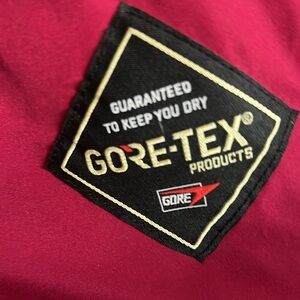 GUARANTEED
TO KEEP YOU DRY
GORE-TEX®
PRODUCTS
GORE